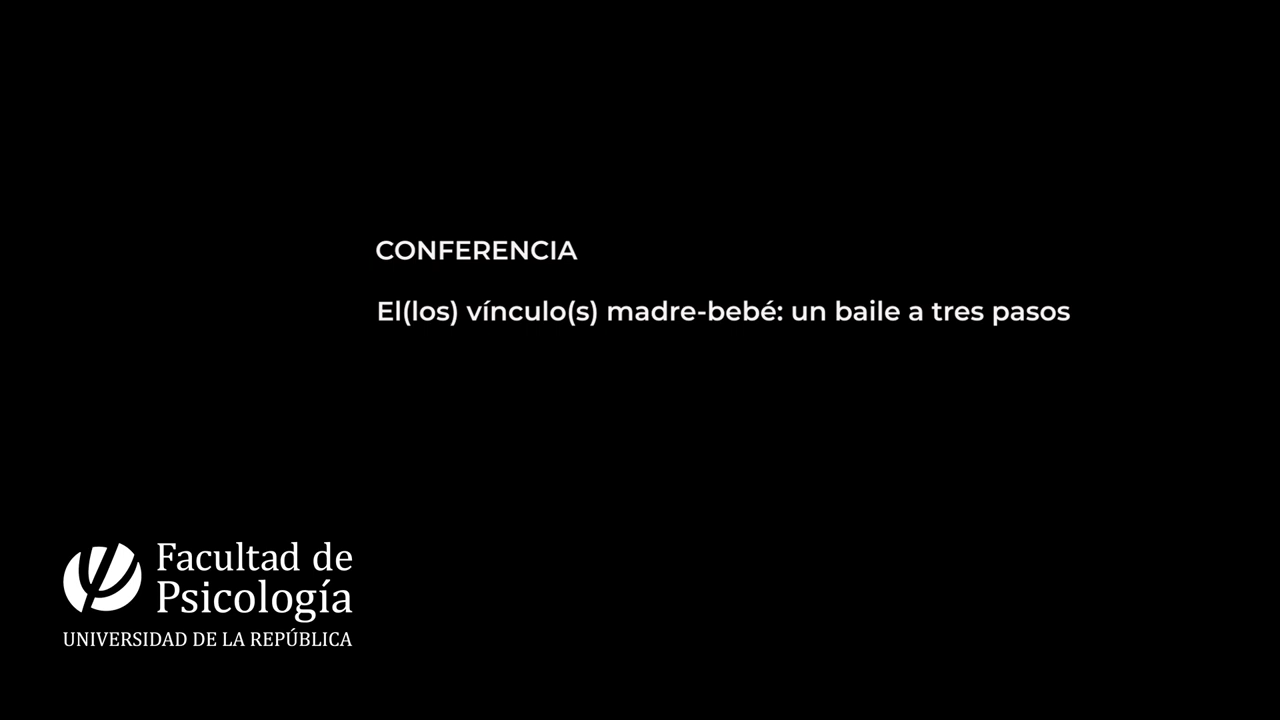 CONFERENCIA
El(los) vínculo(s) madre-bebé: un baile a tres pasos
Facultad de
Psicología
UNIVERSIDAD DE LA REPÚBLICA